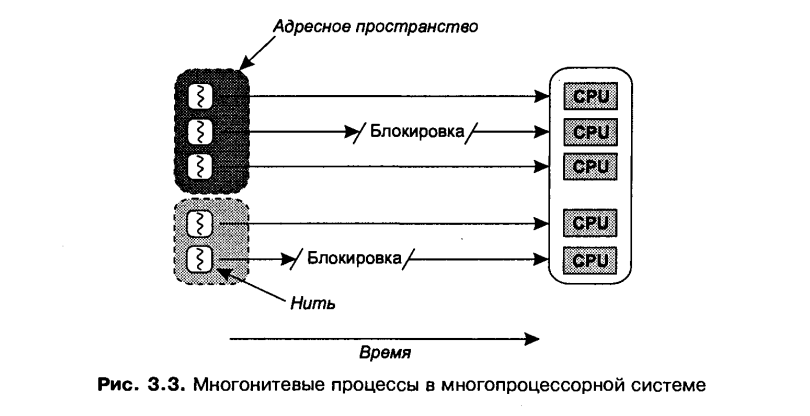 Адресное пространство
CPU
Блокировка
CPU
CPU
CPU
Блокировка
CPU
Нить
Время
Рис. 3.3. Многонитевые процессы в многопроцессорной системе